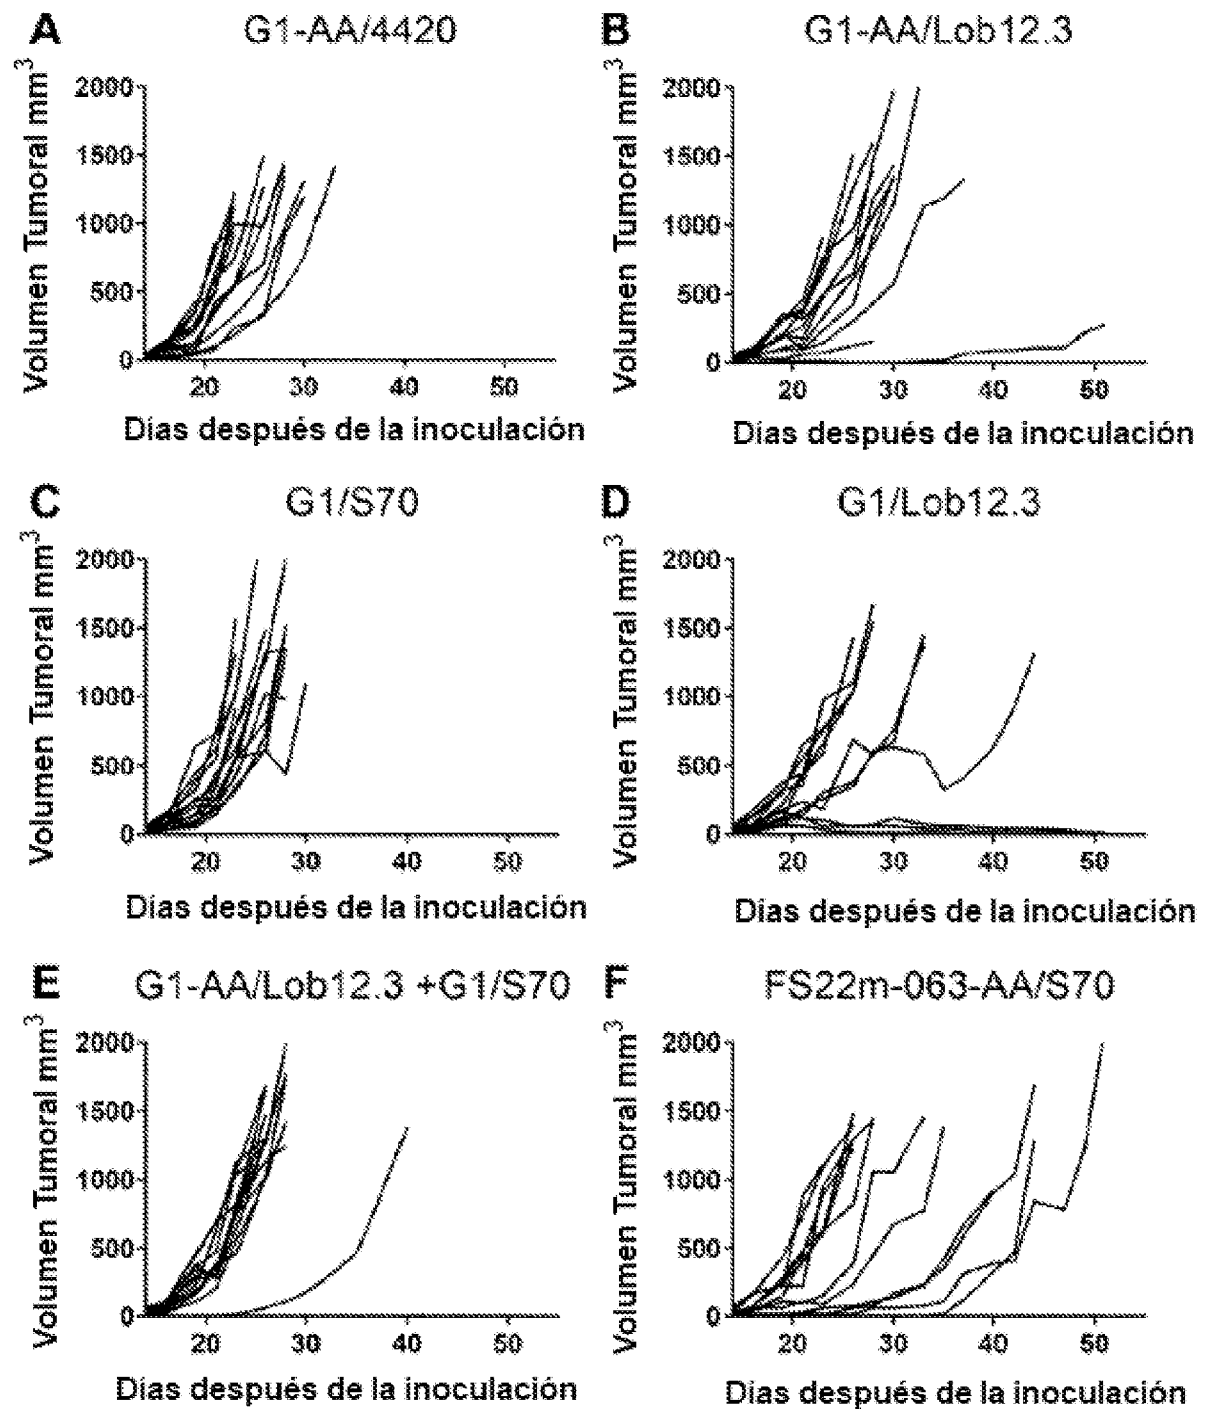 A G1-AA/4420
Volumen Tumoral mm³
2000
1500
1000
500
0
20 30 40 50
Días después de la inoculación
B G1-AA/Lob12.3
Volumen Tumoral mm³
2000
1500
1000
500
0
20 30 40 50
Días después de la inoculación
C G1/S70
Volumen Tumoral mm³
2000
1500
1000
500
0
20 30 40 50
Días después de la inoculación
D G1/Lob12.3
Volumen Tumoral mm³
2000
1500
1000
500
0
20 30 40 50
Días después de la inoculación
E G1-AA/Lob12.3 +G1/S70
Volumen Tumoral mm³
2000
1500
1000
500
0
20 30 40 50
Días después de la inoculación
F FS22m-063-AA/S70
Volumen Tumoral mm³
2000
1500
1000
500
0
20 30 40 50
Días después de la inoculación